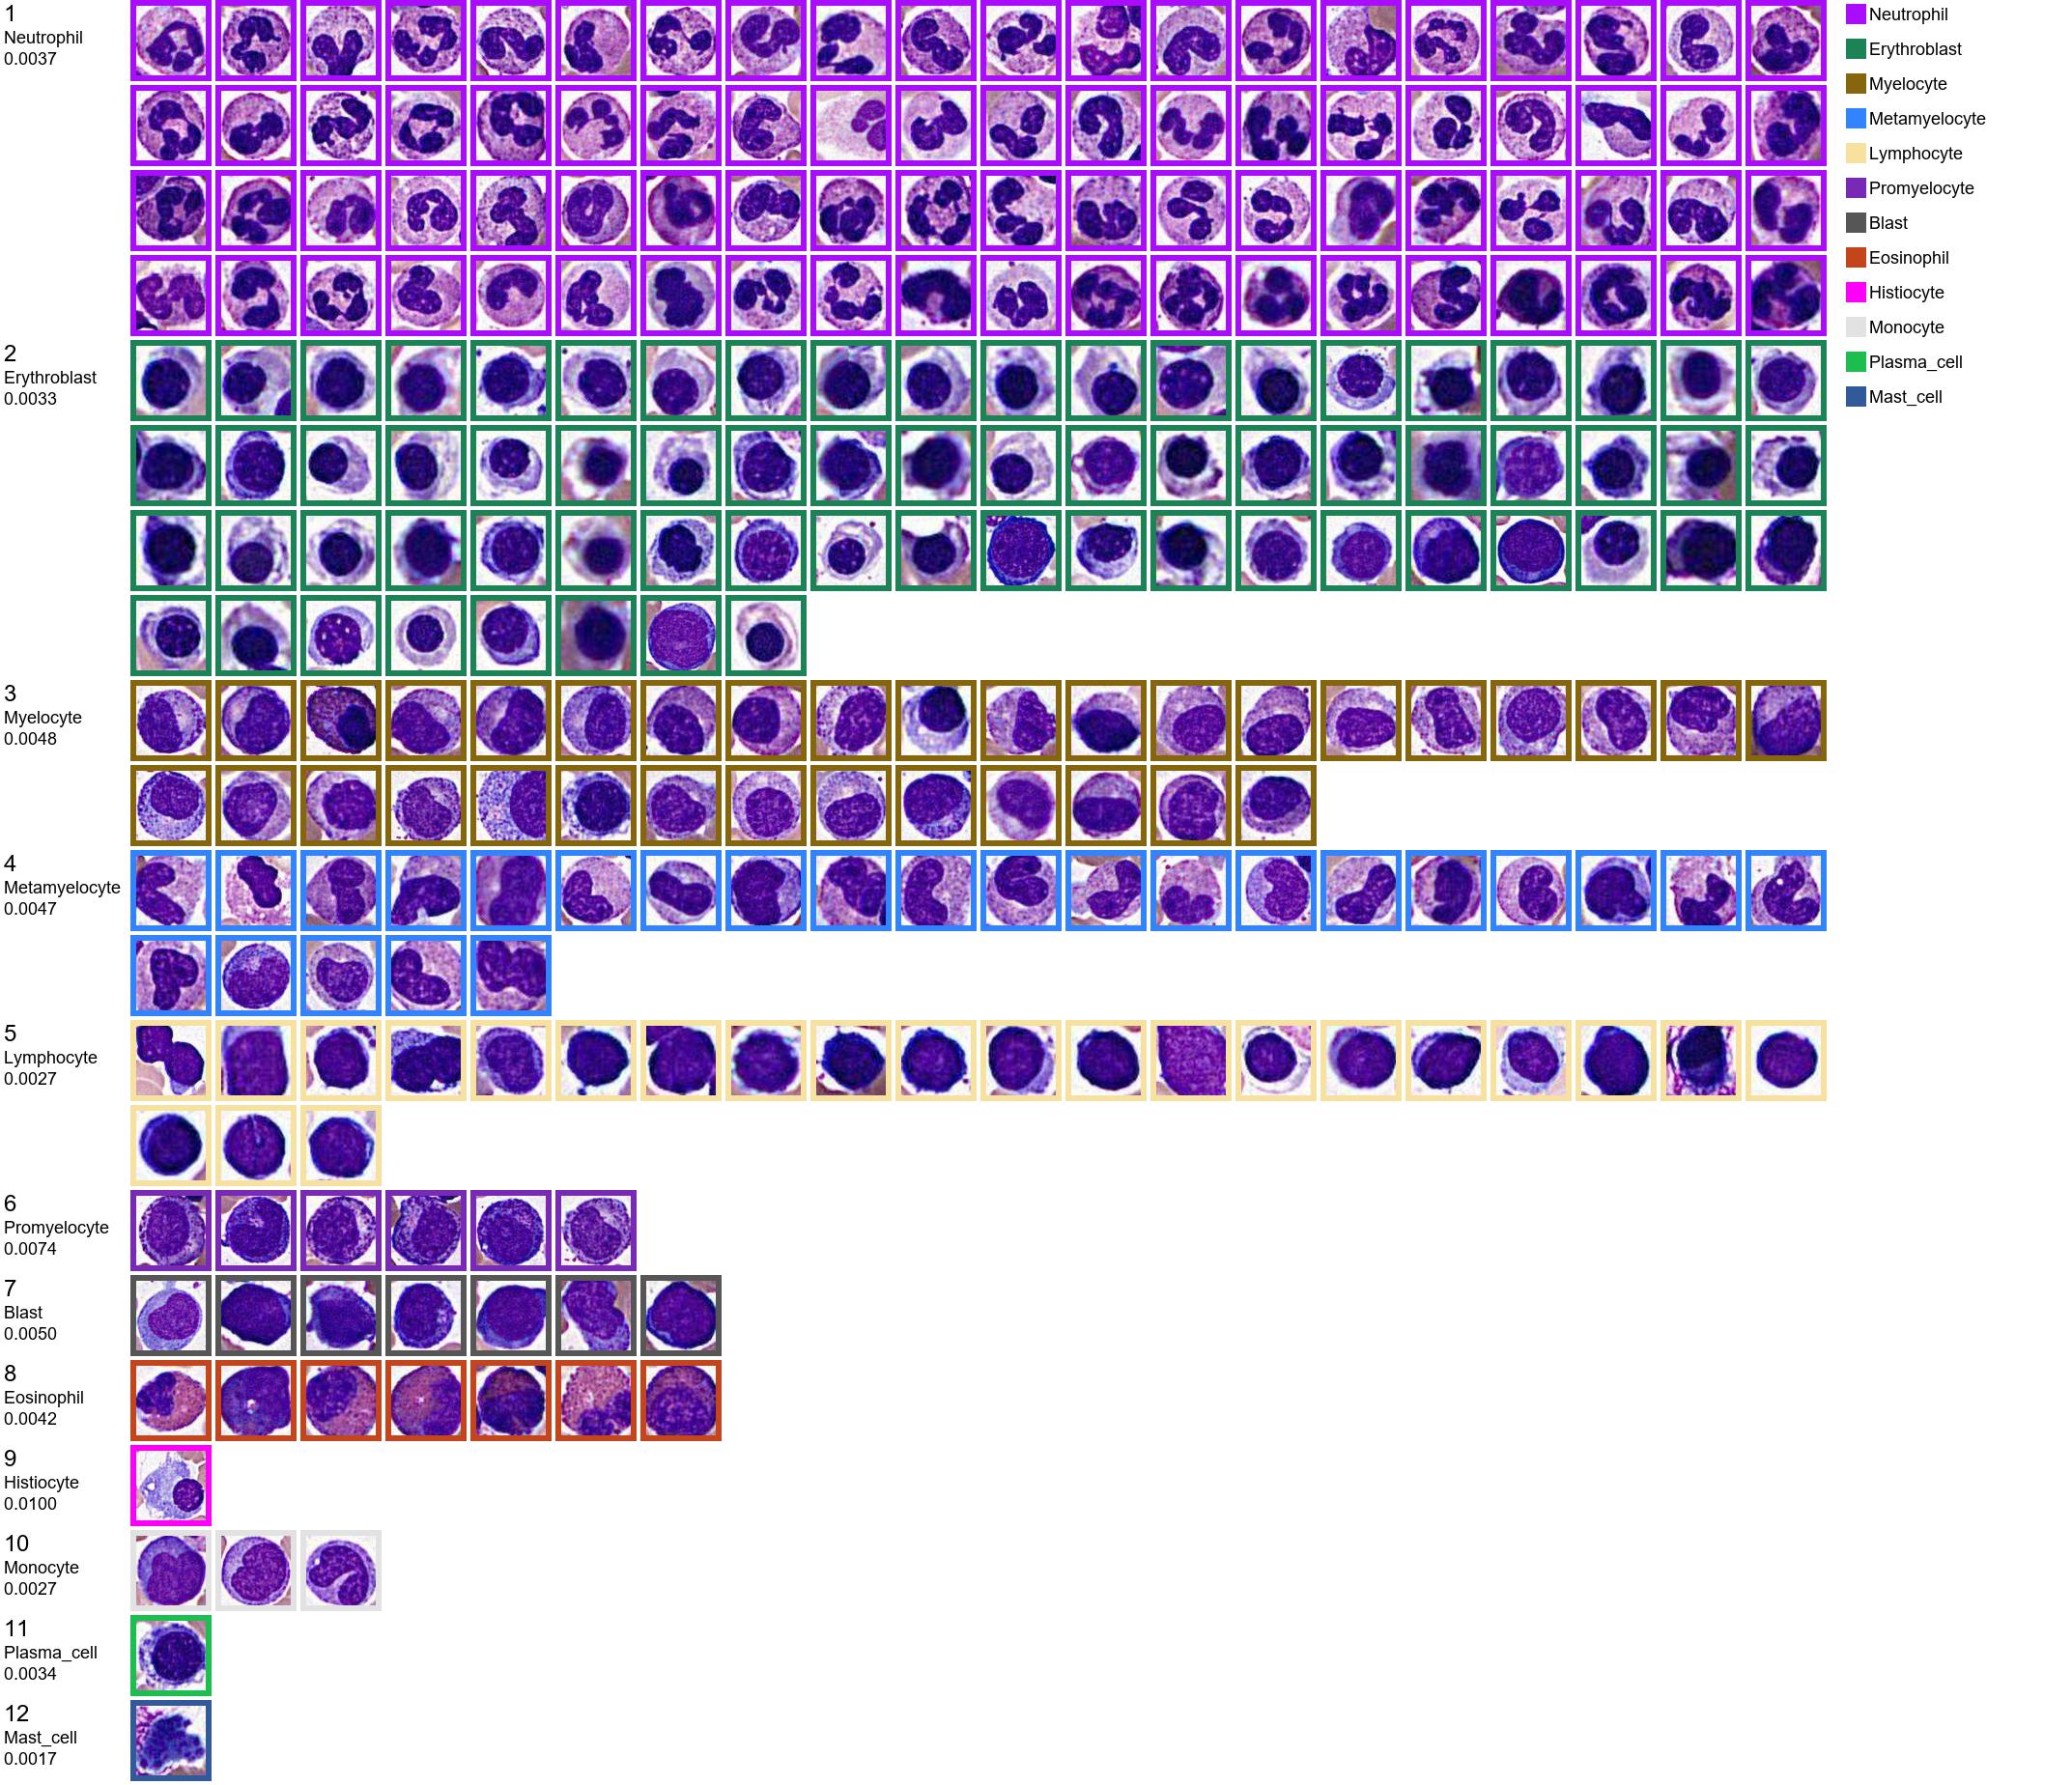 1
Neutrophil
0.0037
2
Erythroblast
0.0033
3
Myelocyte
0.0048
4
Metamyelocyte
0.0047
5
Lymphocyte
0.0027
6
Promyelocyte
0.0074
7
Blast
0.0050
8
Eosinophil
0.0042
9
Histiocyte
0.0100
10
Monocyte
0.0027
11
Plasma_cell
0.0034
12
Mast_cell
0.0017
Neutrophil
Erythroblast
Myelocyte
Metamyelocyte
Lymphocyte
Promyelocyte
Blast
Eosinophil
Histiocyte
Monocyte
Plasma_cell
Mast_cell